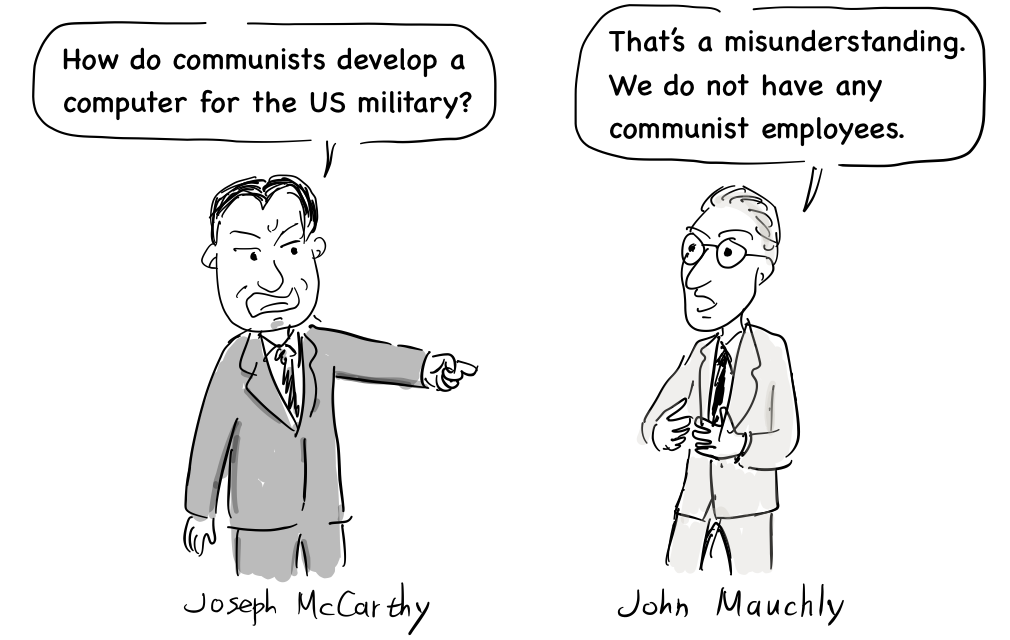 How do communists develop a
computer for the US military?
That's a misunderstanding.
We do not have any
communist employees.
Joseph McCarthy
John Mauchly